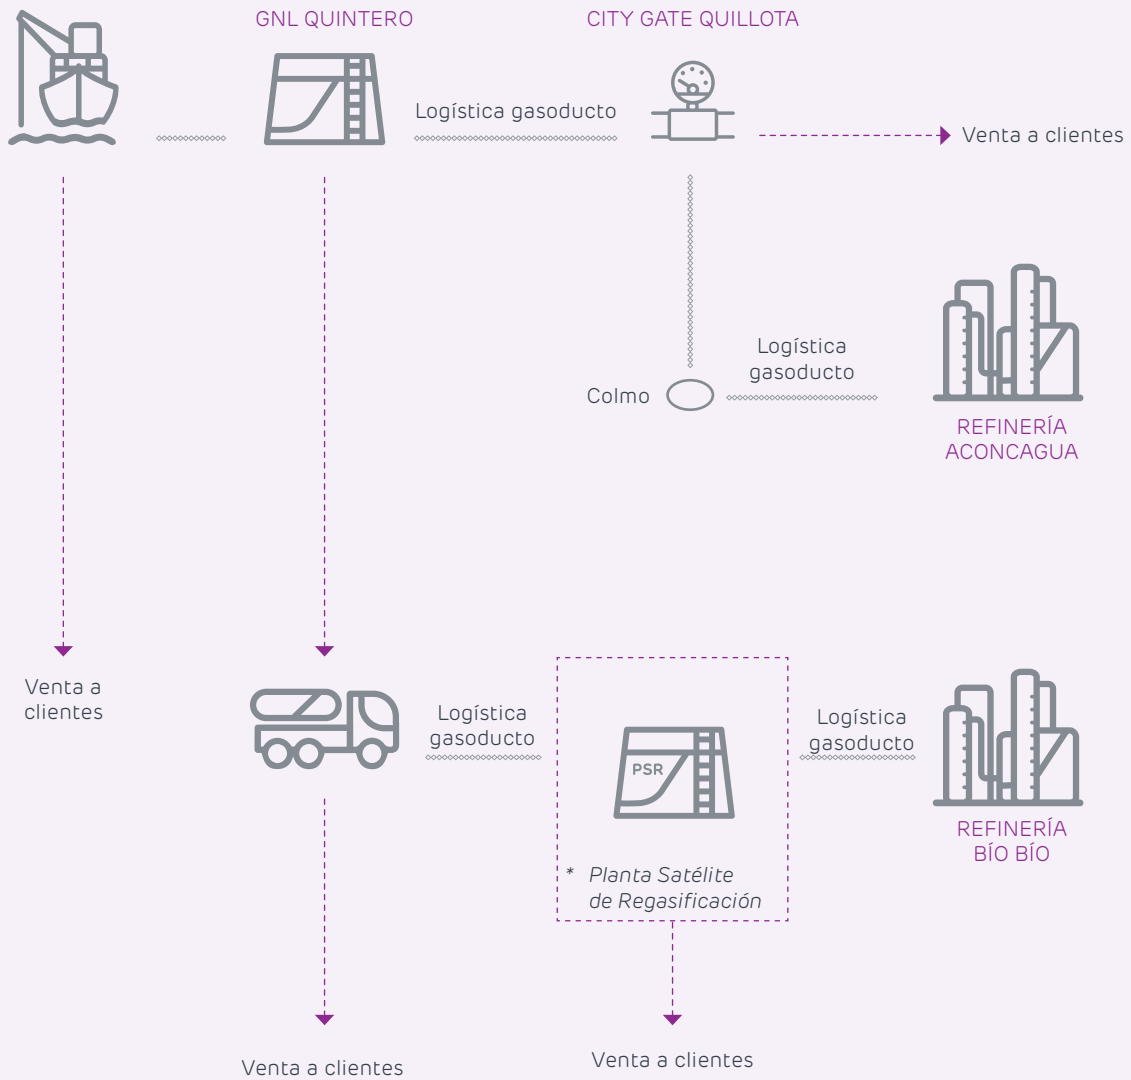 GNL QUINTERO
CITY GATE QUILLOTA
Logística gasoducto
Venta a clientes
Logística
gasoducto
Colmo
REFINERÍA
ACONCAGUA
Venta a
clientes
Logística
gasoducto
PSR
* Planta Satélite
de Regasificación
Logística
gasoducto
REFINERÍA
BÍO BÍO
Venta a clientes
Venta a clientes